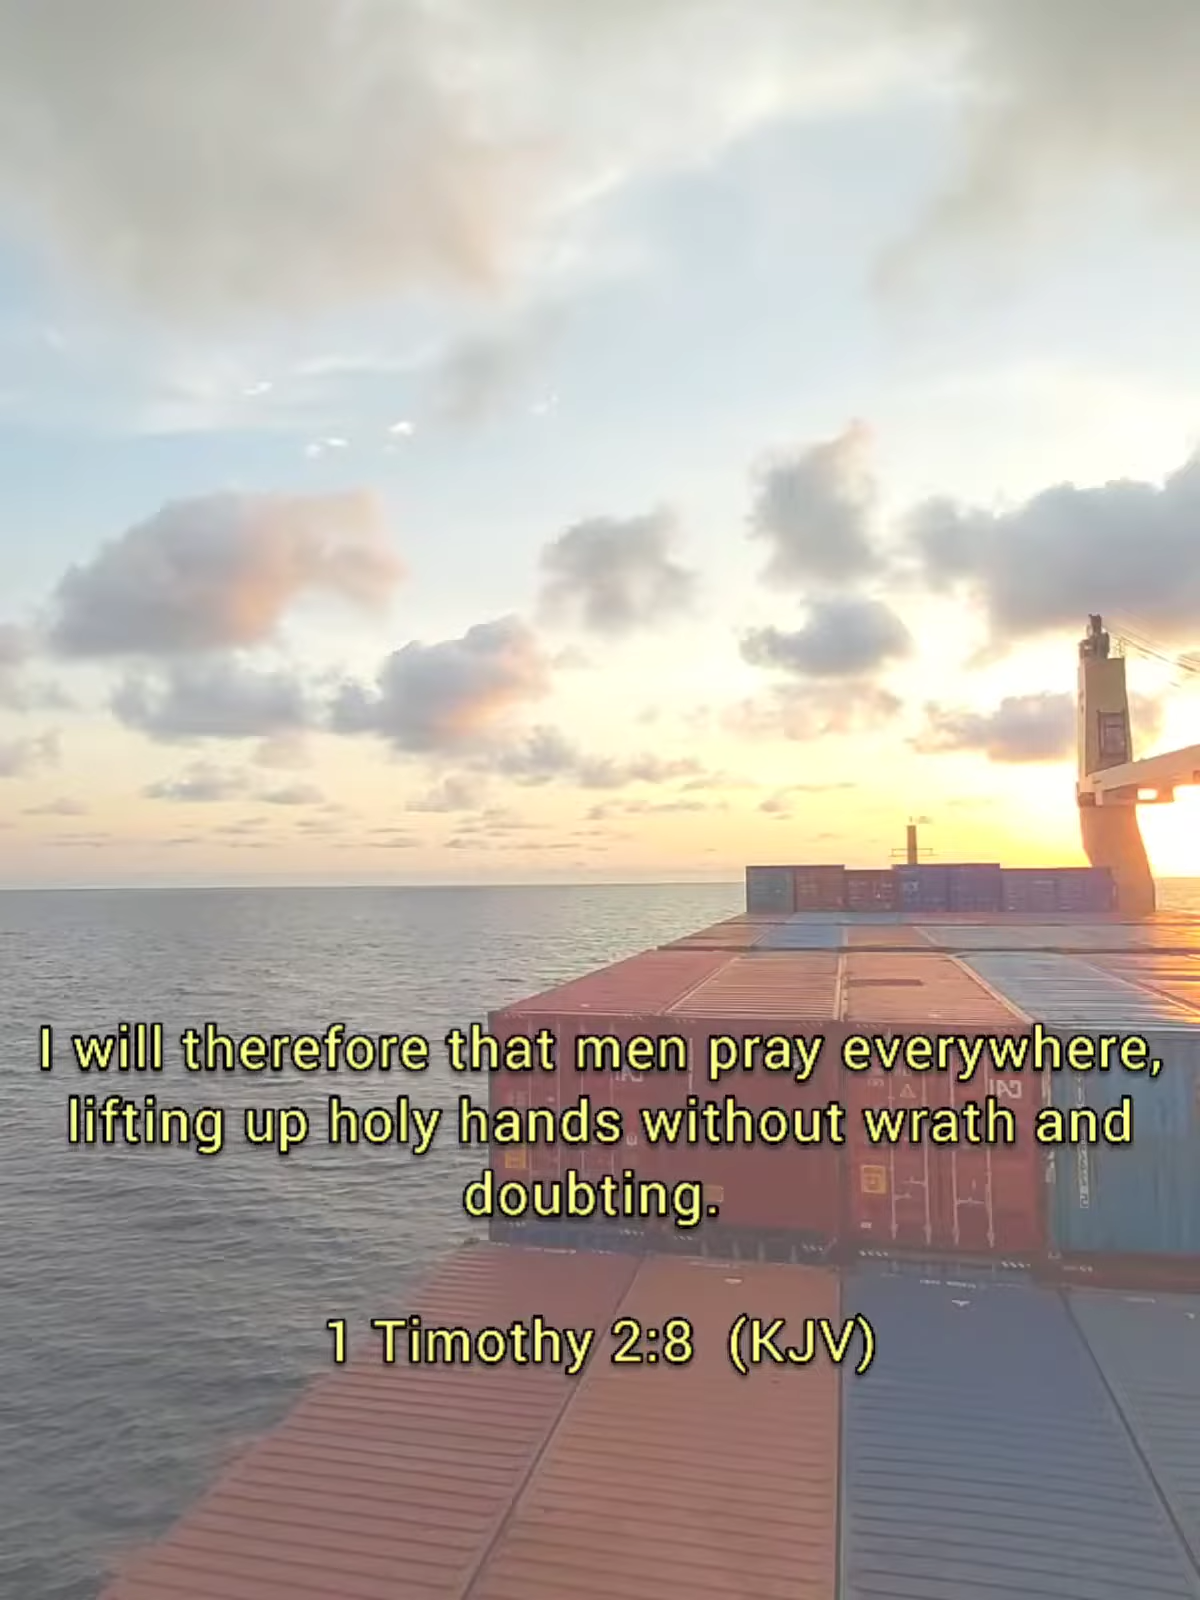 I will therefore that men pray everywhere,
lifting up holy hands without wrath and
doubting.
1 Timothy 2:8 (KJV)
CAI